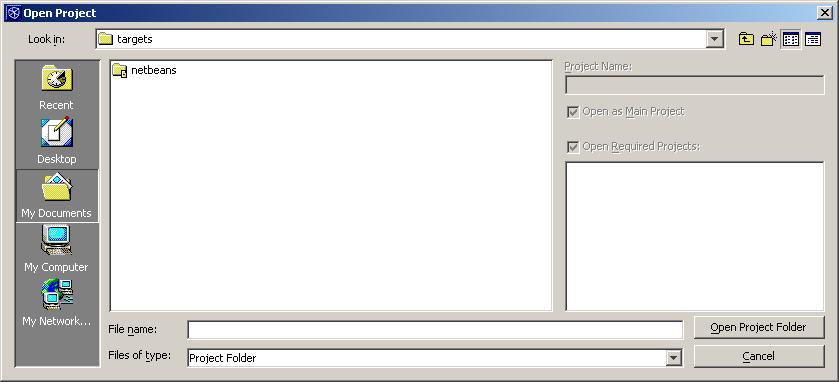 Open Project
Look in: targets
netbeans
Recent
Desktop
My Documents
My Computer
My Network...
Project Name:
Open as Main Project
Open Required Projects:
File name:
Files of type: Project Folder
Open Project Folder
Cancel